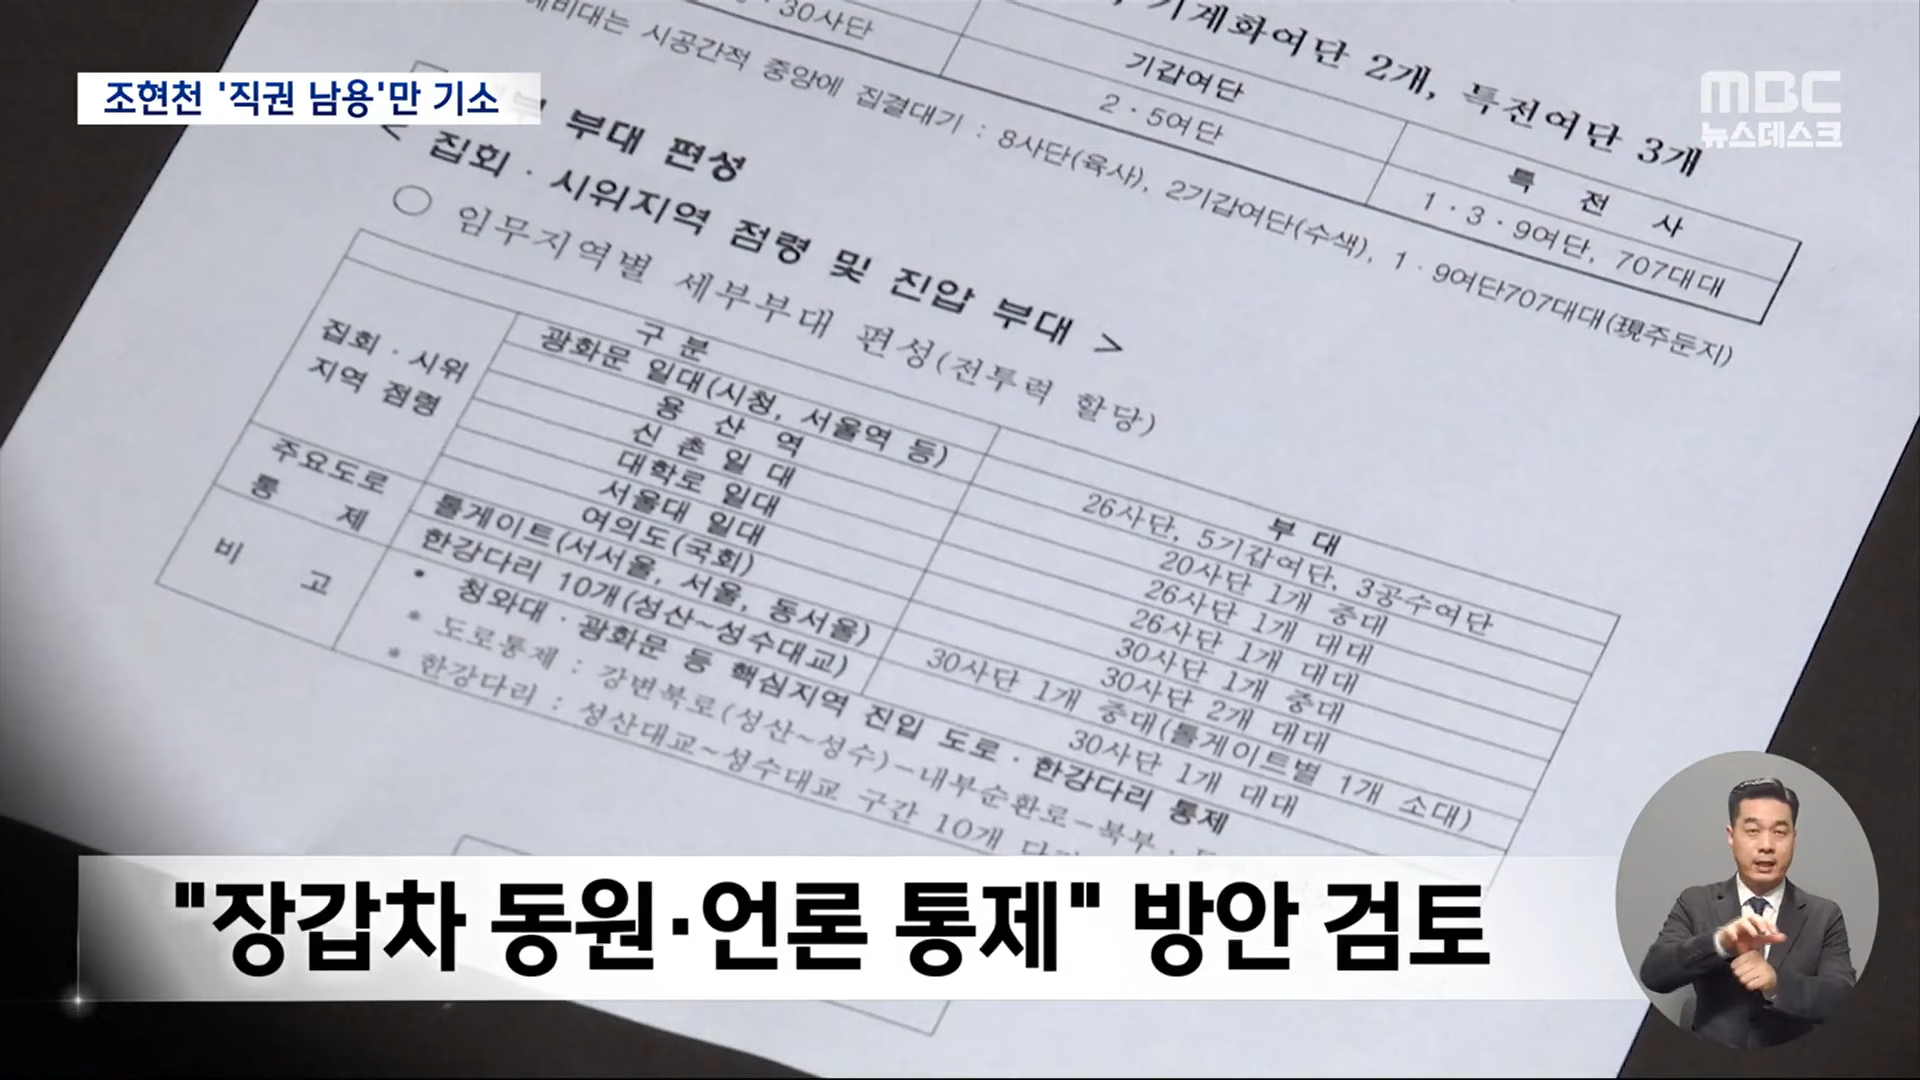 조현천 '직권 남용'만 기소
MBC
뉴스데스크
기계화여단 2개, 특전여단 3개
30사단
기갑여단
특 전 사
2·5여단
1·3·9여단, 707대대
예비대는 시공간적 중앙에 집결대기 : 8사단(육사), 2기갑여단(수색), 1·9여단707대대(現주둔지)
부대 편성
< 집회·시위지역 점령 및 진압 부대 >
○ 임무지역별 세부부대 편성(전투력 할당)
구 분
부 대
집회·시위
지역 점령
광화문 일대(시청, 서울역 등)
26사단, 5기갑여단, 3공수여단
용 산 역
20사단 1개 중대
신 촌 일 대
26사단 1개 대대
대학로 일대
26사단 1개 대대
서울대 일대
30사단 1개 중대
여의도(국회)
30사단 2개 대대
주요도로
통 제
톨게이트(서서울, 서울, 동서울)
30사단 1개 중대(톨게이트별 1개 소대)
한강다리 10개(성산~성수대교)
30사단 1개 대대
비 고
• 청와대·광화문 등 핵심지역 진입 도로·한강다리 통제
* 도로통제 : 강변북로(성산~성수)-내부순환로-북부·
* 한강다리 : 성산대교~성수대교 구간 10개
"장갑차 동원·언론 통제" 방안 검토